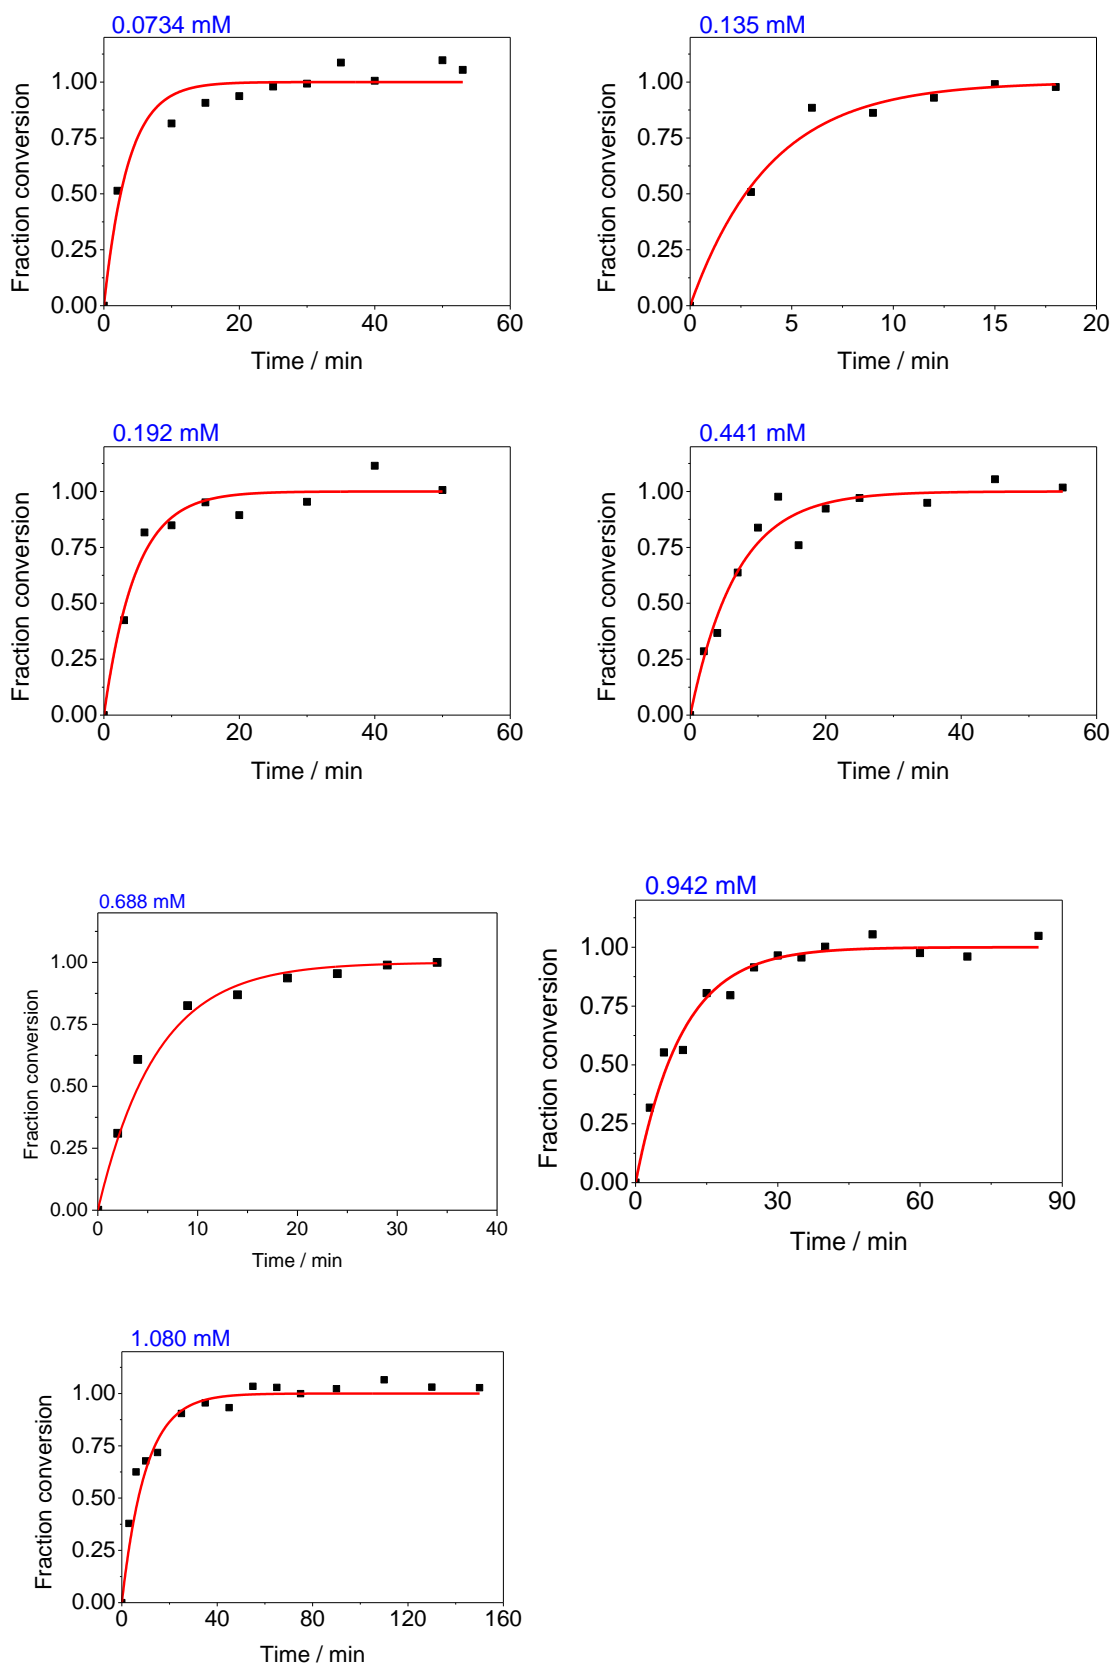 0.0734 mM
1.00
0.75
0.50
0.25
0.00
Fraction conversion
0 20 40 60
Time / min
0.135 mM
1.00
0.75
0.50
0.25
0.00
Fraction conversion
0 5 10 15 20
Time / min
0.192 mM
1.00
0.75
0.50
0.25
0.00
Fraction conversion
0 20 40 60
Time / min
0.441 mM
1.00
0.75
0.50
0.25
0.00
Fraction conversion
0 20 40 60
Time / min
0.688 mM
1.00
0.75
0.50
0.25
0.00
Fraction conversion
0 10 20 30 40
Time / min
0.942 mM
1.00
0.75
0.50
0.25
0.00
Fraction conversion
0 30 60 90
Time / min
1.080 mM
1.00
0.75
0.50
0.25
0.00
Fraction conversion
0 40 80 120 160
Time / min